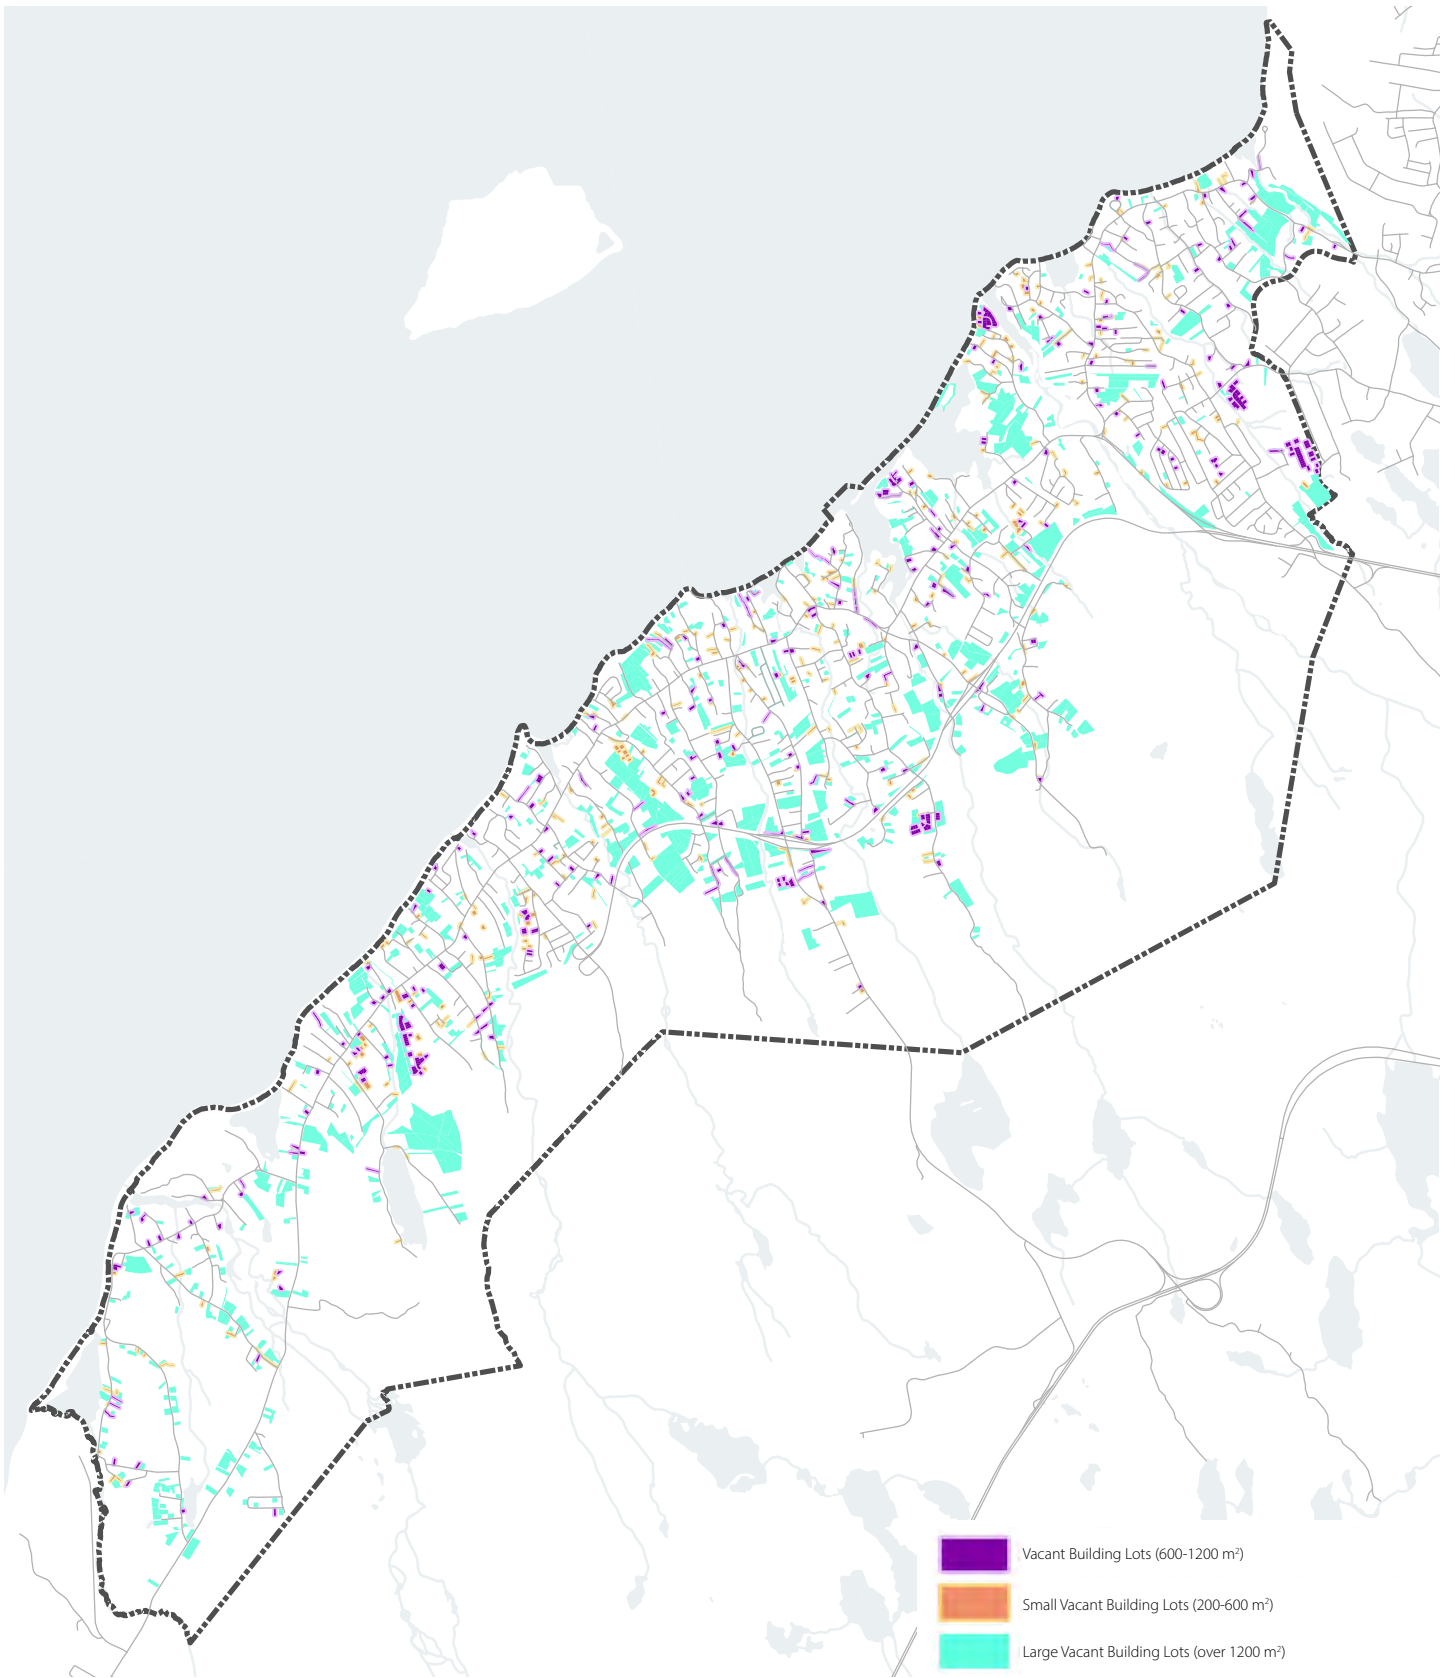 Vacant Building Lots (600-1200 m²)
Small Vacant Building Lots (200-600 m²)
Large Vacant Building Lots (over 1200 m²)